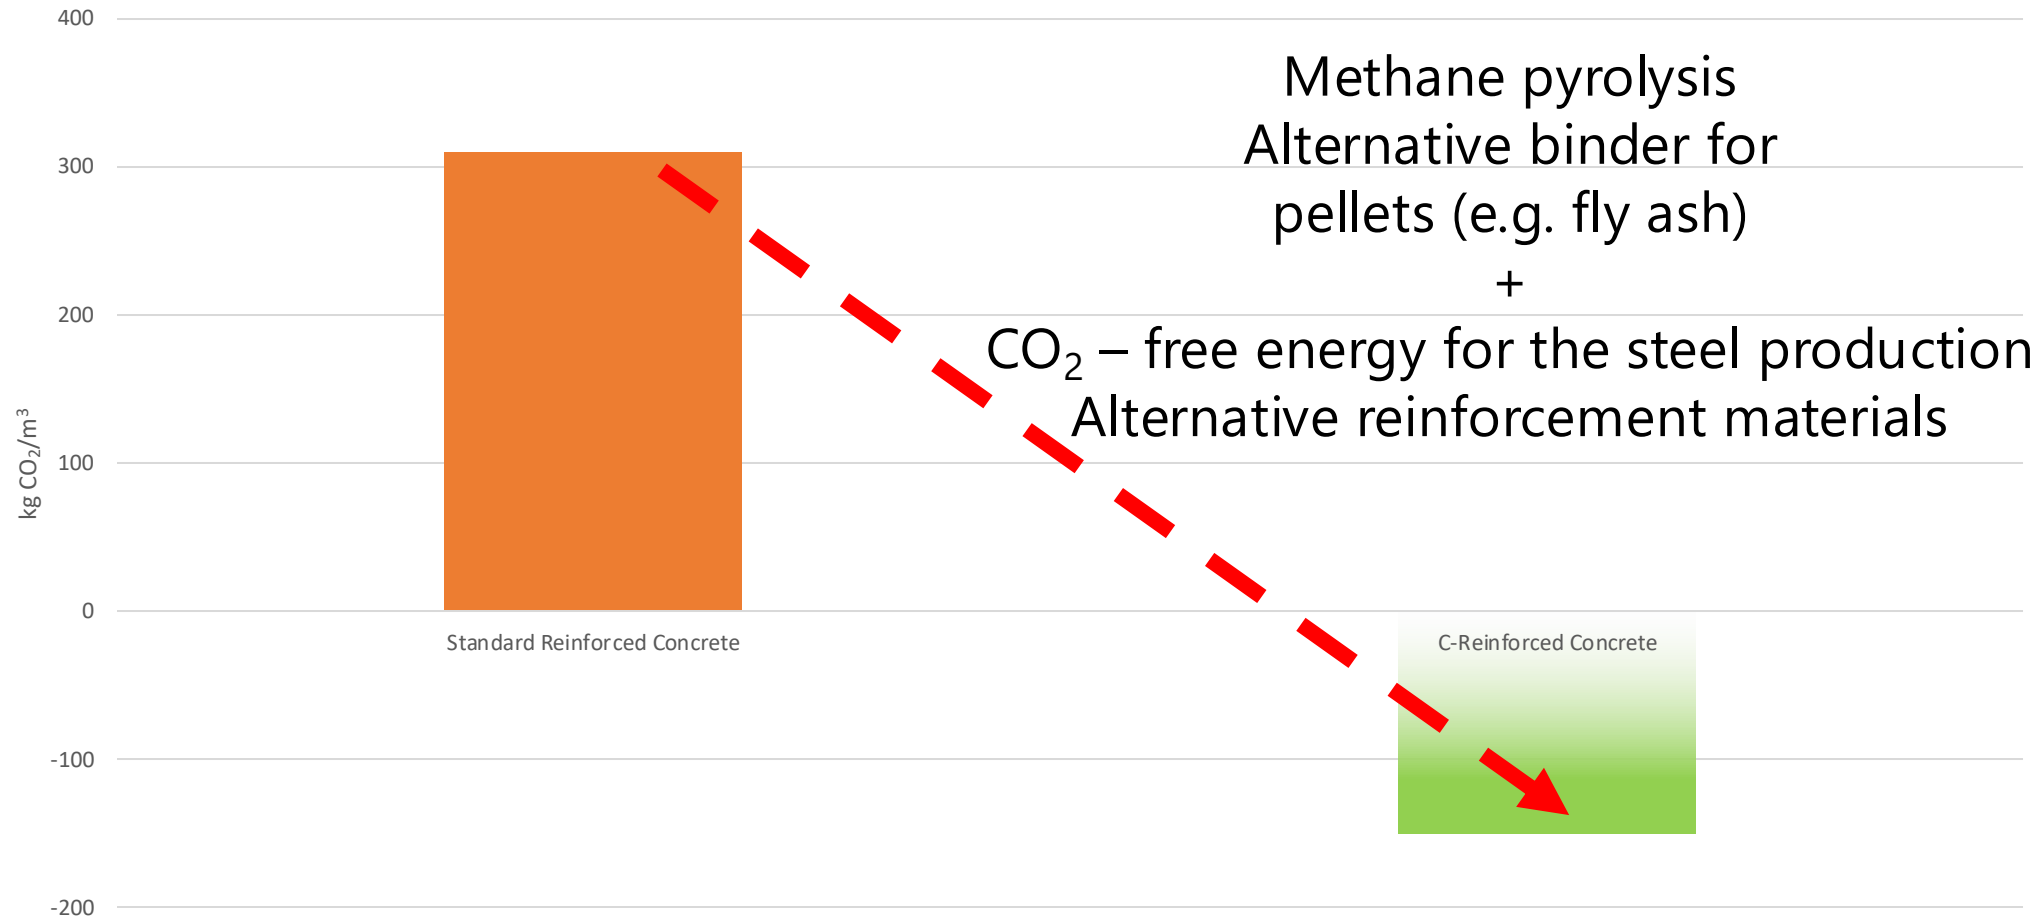 400
Methane pyrolysis
Alternative binder for
300
pellets (e.g. fly ash)
+
200
CO₂ – free energy for the steel production
Alternative reinforcement materials
kg CO₂/m³
100
0
Standard Reinforced Concrete
C-Reinforced Concrete
-100
-200